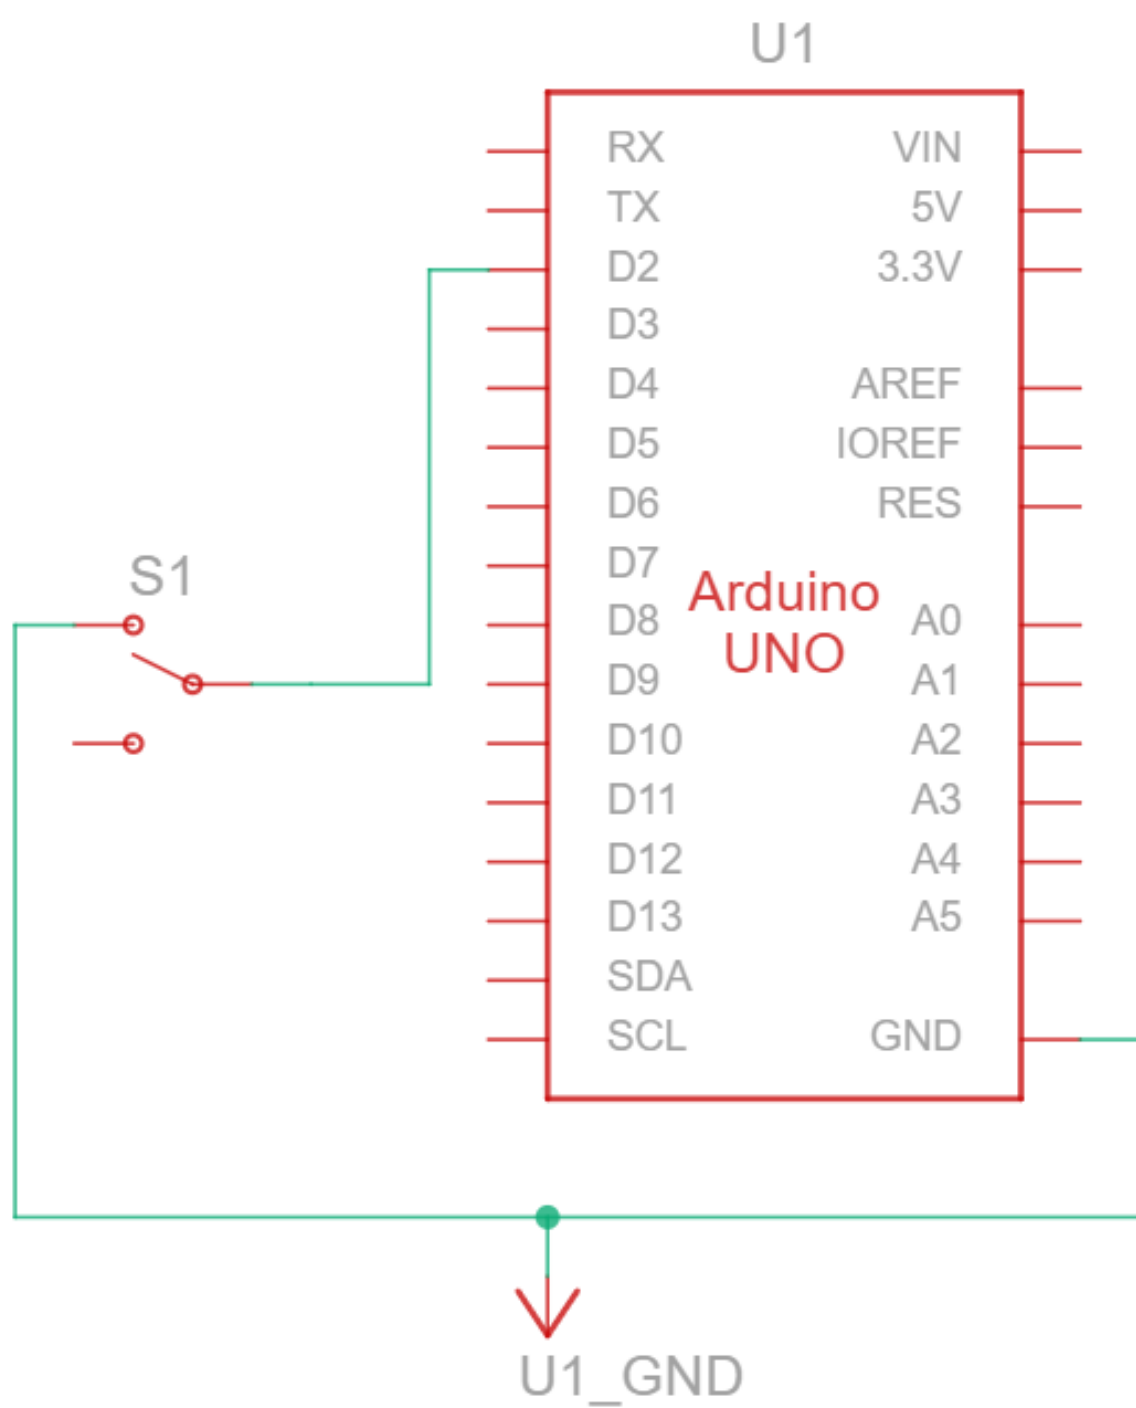 U1
RX VIN
TX 5V
D2 3.3V
D3
D4 AREF
D5 IOREF
D6 RES
D7
Arduino
UNO
S1
D8 A0
D9 A1
D10 A2
D11 A3
D12 A4
D13 A5
SDA
SCL GND
U1_GND